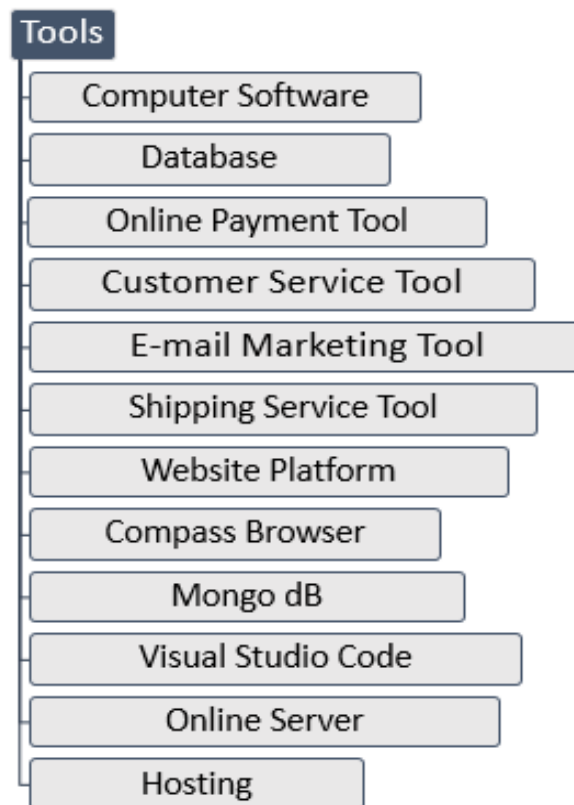 Tools
Computer Software
Database
Online Payment Tool
Customer Service Tool
E-mail Marketing Tool
Shipping Service Tool
Website Platform
Compass Browser
Mongo dB
Visual Studio Code
Online Server
Hosting